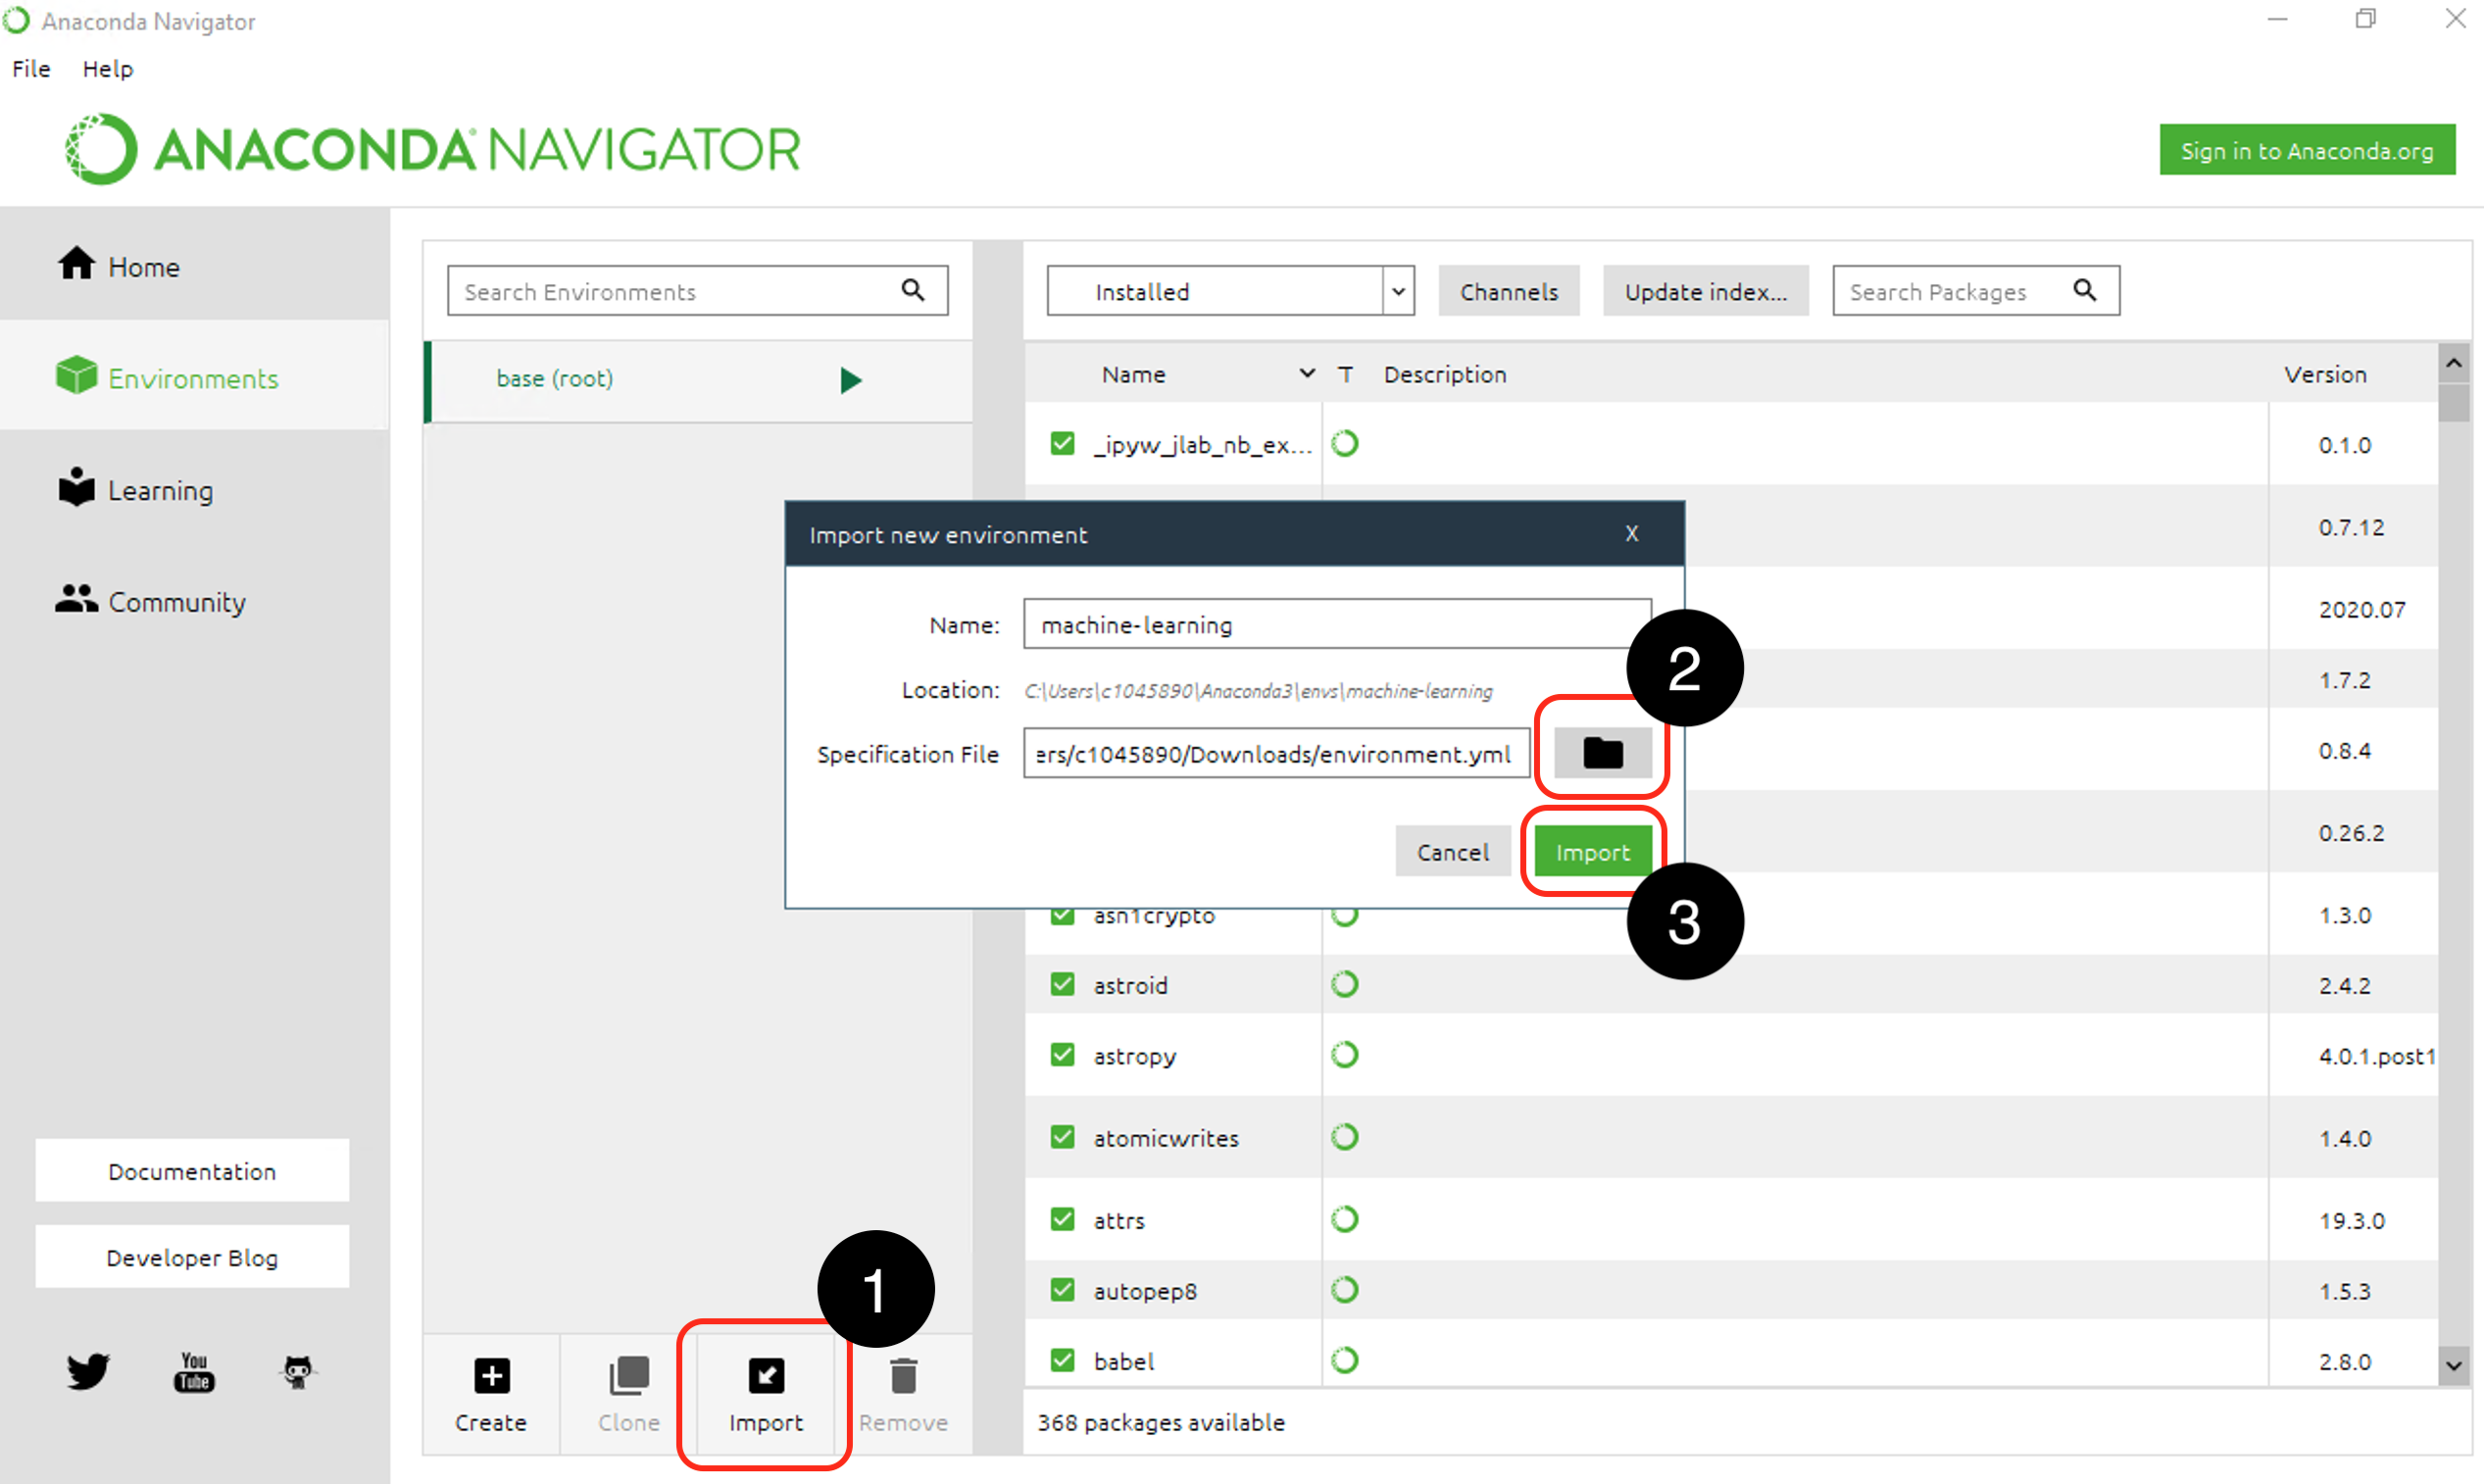 Anaconda Navigator
File Help
ANACONDA NAVIGATOR
Sign in to Anaconda.org
Home
Environments
Learning
Community
Documentation
Developer Blog
You
Tube
Search Environments
base (root)
Create
Clone
Import
Remove
1
Installed
Channels
Update index...
Search Packages
Name T Description Version
_ipyw_jlab_nb_ex... 0.1.0
0.7.12
2020.07
1.7.2
0.8.4
0.26.2
asn1crypto 1.3.0
astroid 2.4.2
astropy 4.0.1.post1
atomicwrites 1.4.0
attrs 19.3.0
autopep8 1.5.3
babel 2.8.0
368 packages available
Import new environment X
Name: machine-learning
2
Location: C:\Users\c1045890\Anaconda3\envs\machine-learning
Specification File ers/c1045890/Downloads/environment.yml
Cancel Import
3